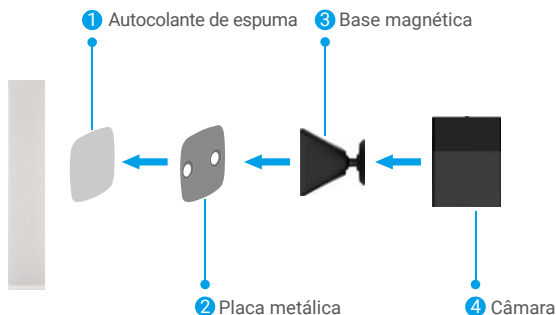 1 Autocolante de espuma
3 Base magnética
2 Placa metálica
4 Câmara